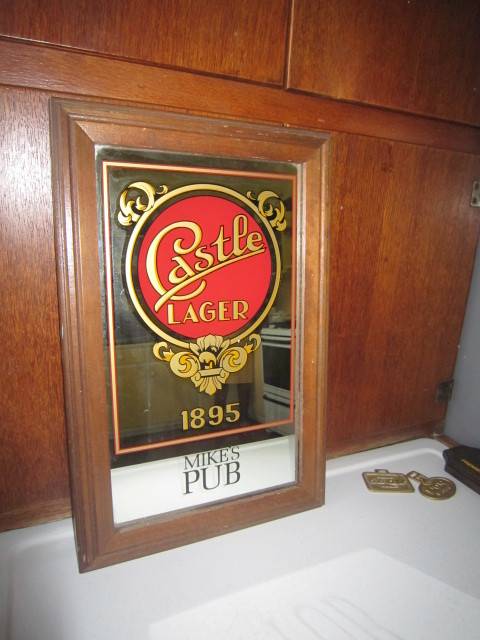 Castle
LAGER
1895
MIKE'S
PUB